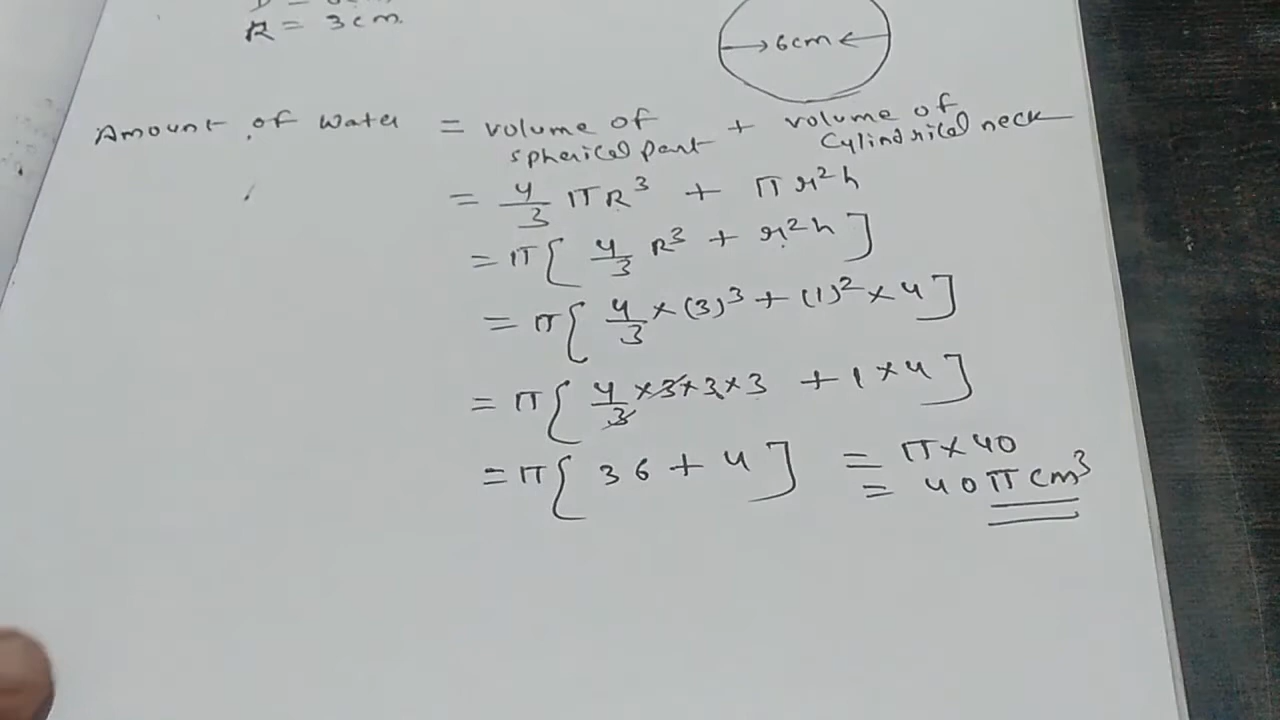 R = 3cm.
→6cm←
Amount of water = volume of spherical part + volume of cylindrical neck
= 4/3 πR³ + πr²h
= π[ 4/3 R³ + r²h ]
= π[ 4/3 × (3)³ + (1)² × 4 ]
= π[ 4/3 × 3 × 3 × 3 + 1 × 4 ]
= π[ 36 + 4 ] = π × 40
= 40π cm³